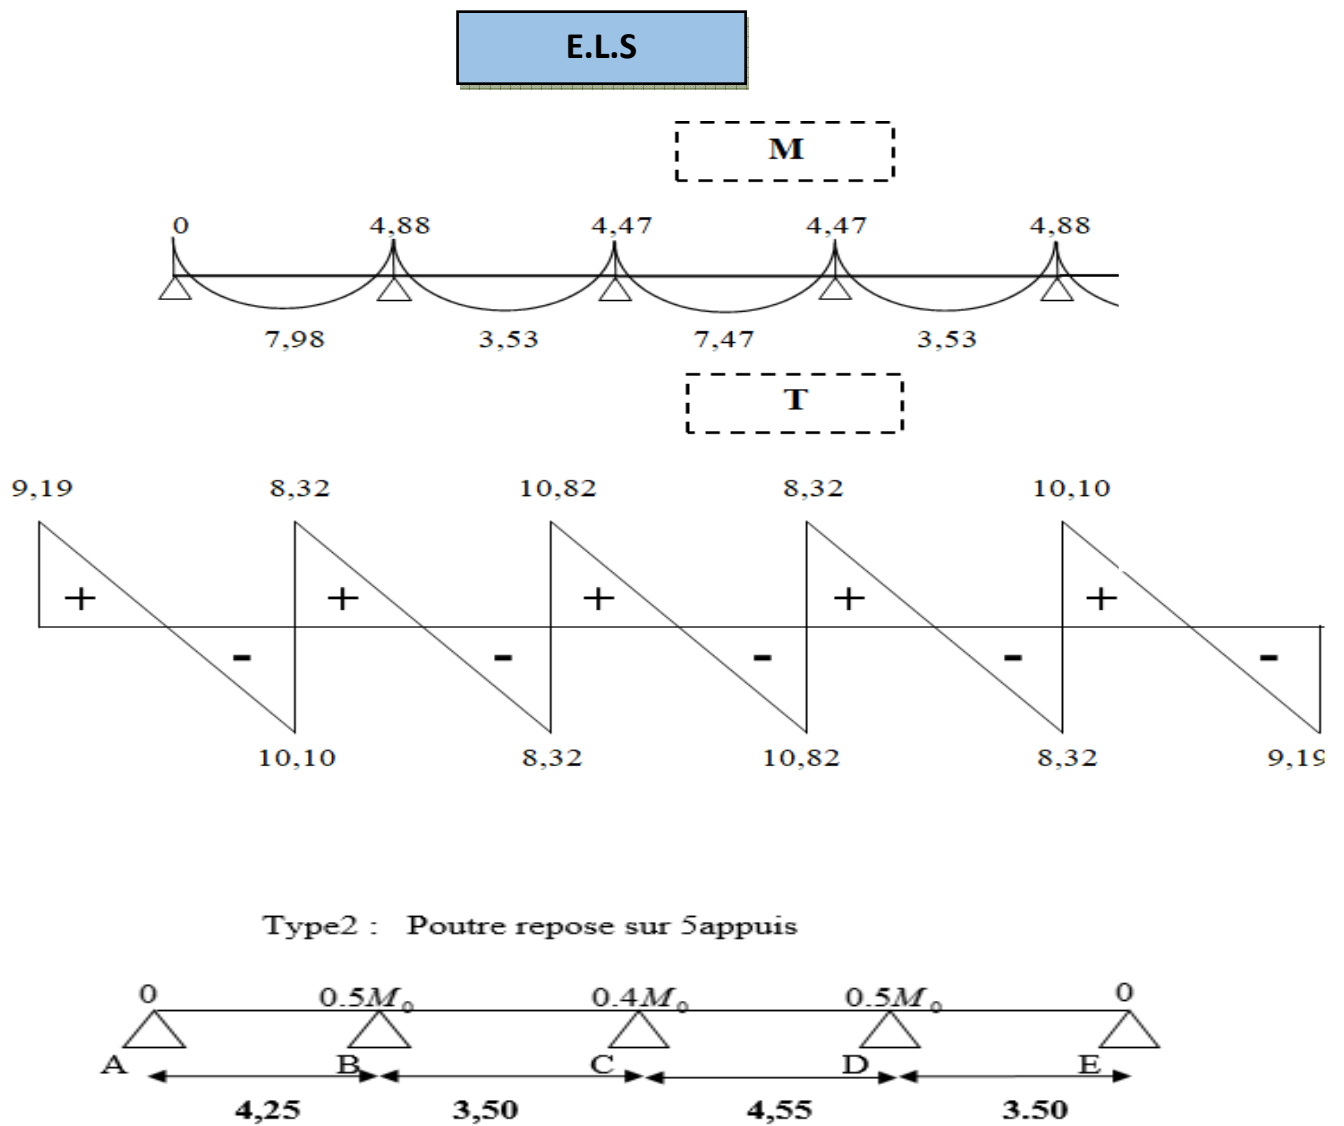 E.L.S
M
0 4,88 4,47 4,47 4,88
7,98 3,53 7,47 3,53
T
9,19 8,32 10,82 8,32 10,10
+ + + + +
- - - - -
10,10 8,32 10,82 8,32 9,19
Type2 : Poutre repose sur 5appuis
0 0.5M₀ 0.4M₀ 0.5M₀ 0
A B C D E
4,25 3,50 4,55 3.50